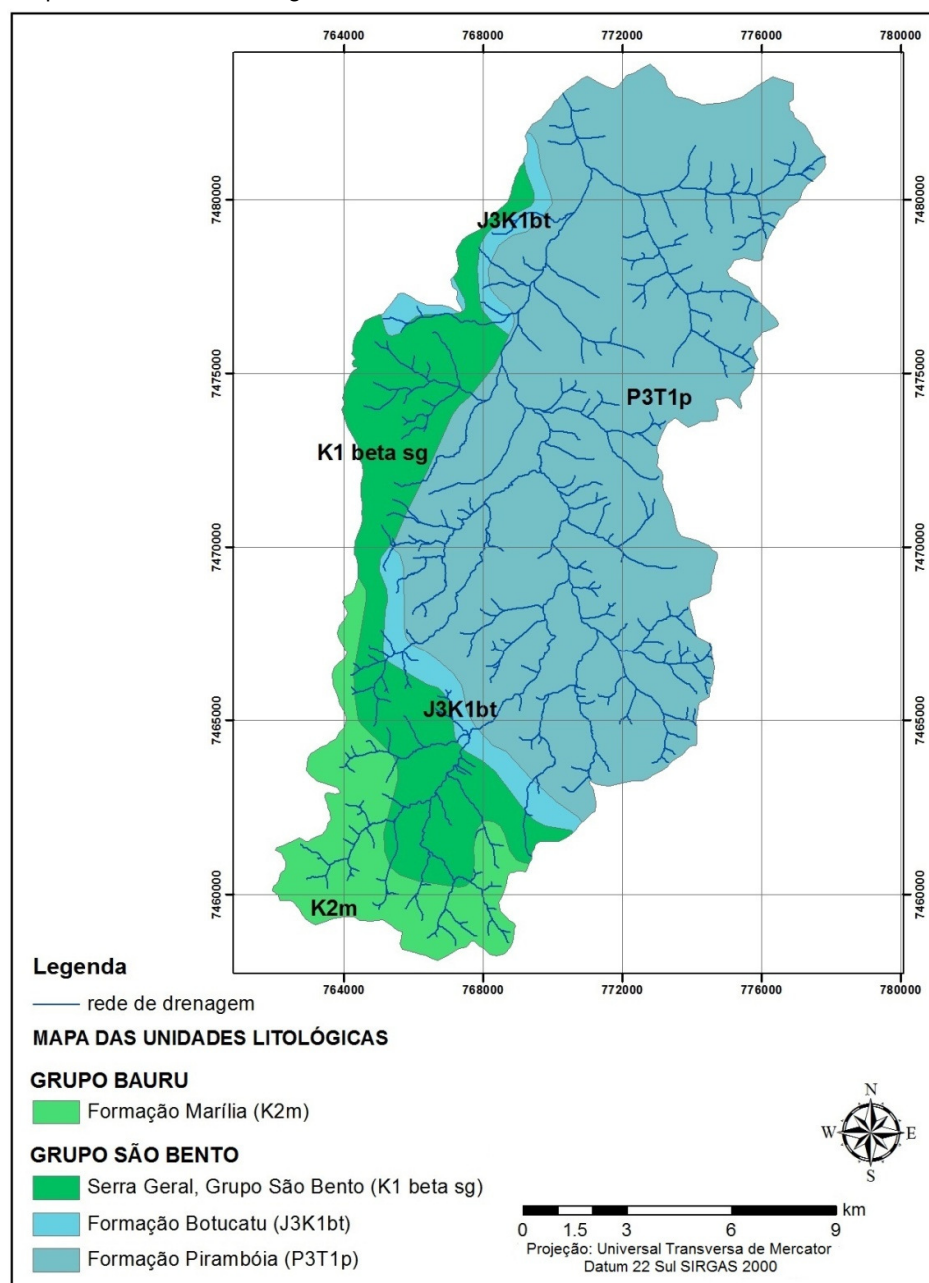 764000 768000 772000 776000 780000
7480000 7480000
J3K1bt
7475000 7475000
P3T1p
K1 beta sg
7470000 7470000
J3K1bt
7465000 7465000
7460000 7460000
K2m
764000 768000 772000 776000 780000
Legenda
rede de drenagem
MAPA DAS UNIDADES LITOLÓGICAS
GRUPO BAURU
Formação Marília (K2m)
GRUPO SÃO BENTO
Serra Geral, Grupo São Bento (K1 beta sg)
Formação Botucatu (J3K1bt)
Formação Pirambóia (P3T1p)
N
W E
S
km
0 1.5 3 6 9
Projeção: Universal Transversa de Mercator
Datum 22 Sul SIRGAS 2000